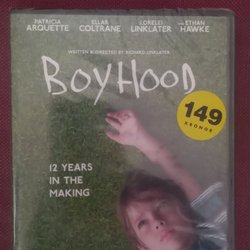 PATRICIA ELLAR LORELEI WITH ETHAN
ARQUETTE COLTRANE LINKLATER HAWKE
WRITTEN & DIRECTED BY RICHARD LINKLATER
BOYHOOD
149
KRONOR
12 YEARS
IN THE
MAKING